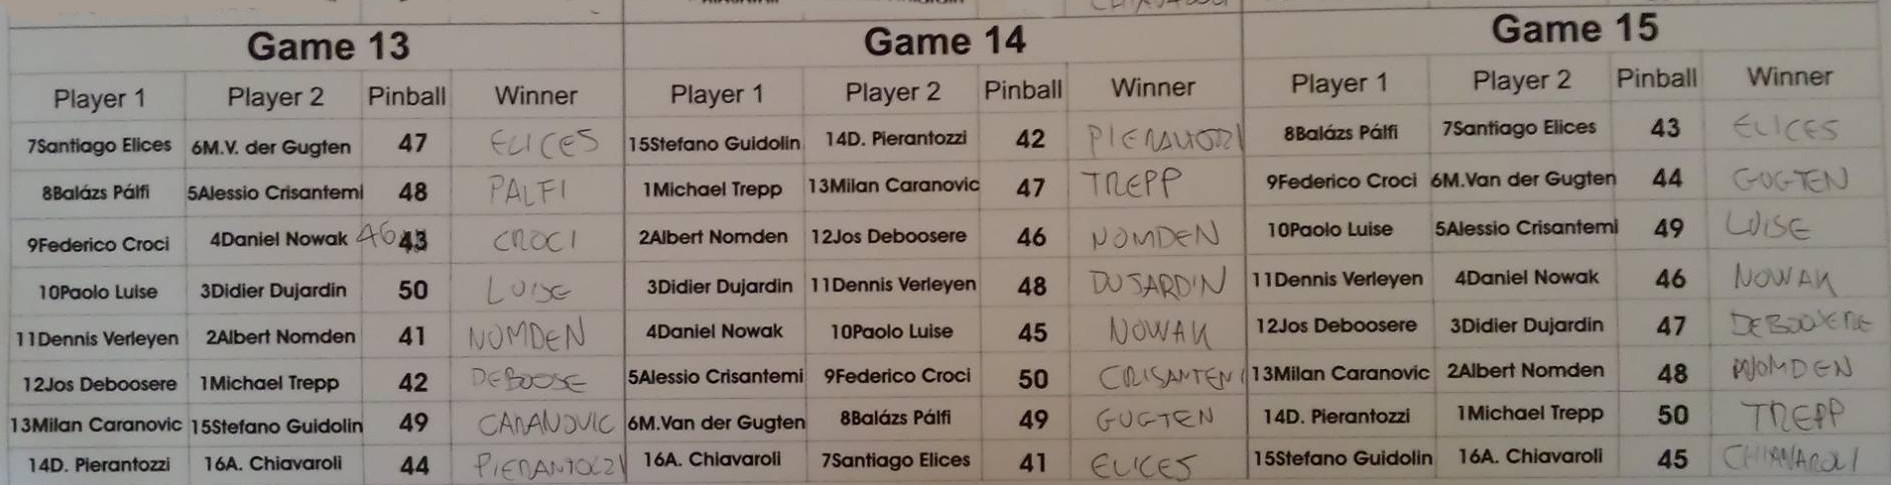 Game 13 Game 14 Game 15
Player 1 Player 2 Pinball Winner Player 1 Player 2 Pinball Winner Player 1 Player 2 Pinball Winner
7Santiago Elices 6M.V. der Gugten 47 ELICES 15Stefano Guidolin 14D. Pierantozzi 42 PIERANTOZZI 8Balázs Pálfi 7Santiago Elices 43 ELICES
8Balázs Pálfi 5Alessio Crisantemi 48 PALFI 1Michael Trepp 13Milan Caranovic 47 TREPP 9Federico Croci 6M.Van der Gugten 44 GUGTEN
9Federico Croci 4Daniel Nowak 46 43 CROCI 2Albert Nomden 12Jos Deboosere 46 NOMDEN 10Paolo Luise 5Alessio Crisantemi 49 LUISE
10Paolo Luise 3Didier Dujardin 50 LUISE 3Didier Dujardin 11Dennis Verleyen 48 DUJARDIN 11Dennis Verleyen 4Daniel Nowak 46 NOWAK
11Dennis Verleyen 2Albert Nomden 41 NOMDEN 4Daniel Nowak 10Paolo Luise 45 NOWAK 12Jos Deboosere 3Didier Dujardin 47 DEBOOSERE
12Jos Deboosere 1Michael Trepp 42 DEBOOSE 5Alessio Crisantemi 9Federico Croci 50 CRISANTEMI 13Milan Caranovic 2Albert Nomden 48 NOMDEN
13Milan Caranovic 15Stefano Guidolin 49 CARANOVIC 6M.Van der Gugten 8Balázs Pálfi 49 GUGTEN 14D. Pierantozzi 1Michael Trepp 50 TREPP
14D. Pierantozzi 16A. Chiavaroli 44 PIERANTOZZI 16A. Chiavaroli 7Santiago Elices 41 ELICES 15Stefano Guidolin 16A. Chiavaroli 45 CHIAVAROLI